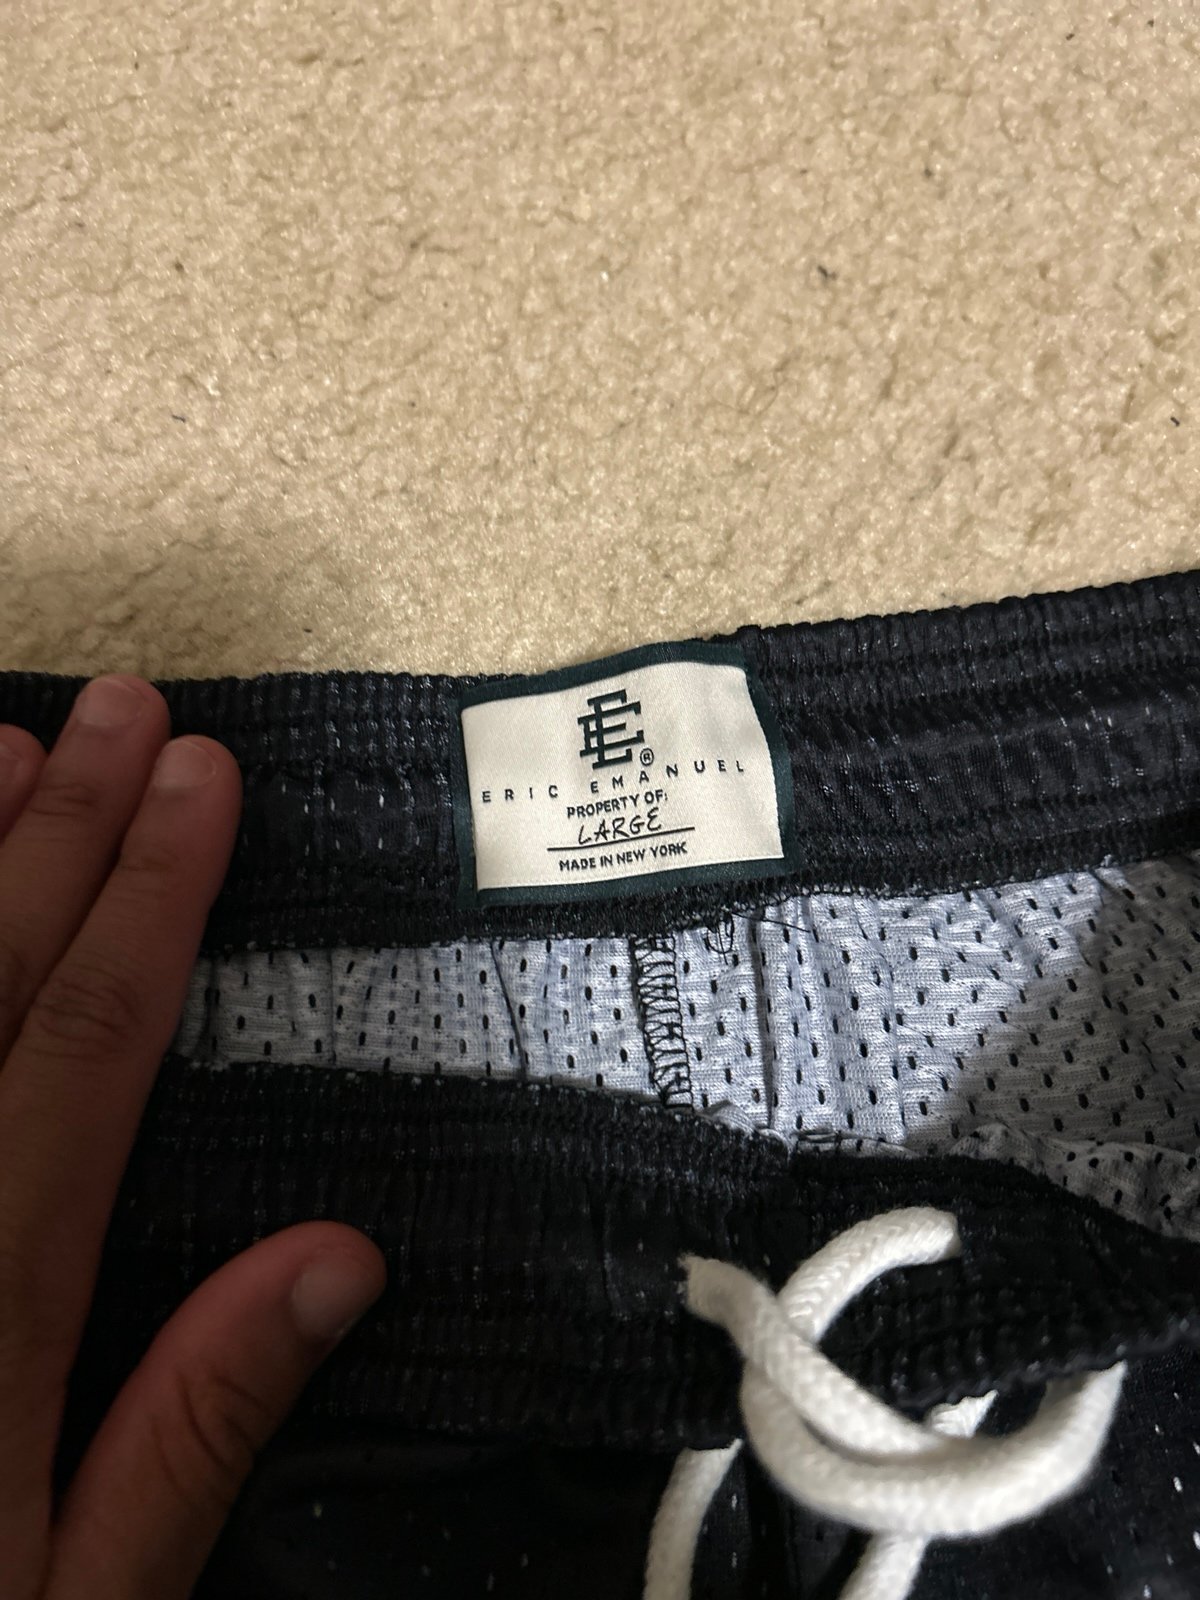 EE®
ERIC EMANUEL
PROPERTY OF:
LARGE
MADE IN NEW YORK